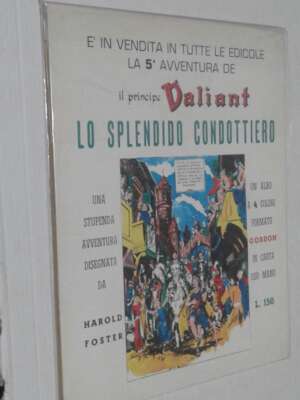 E' IN VENDITA IN TUTTE LE EDICOLE
LA 5ª AVVENTURA DE
il principe Valiant
LO SPLENDIDO CONDOTTIERO
UNA
STUPENDA
AVVENTURA
DISEGNATA
DA
HAROLD
FOSTER
UN ALBO
A 4 COLORI
FORMATO
GORDON
IN CARTA
USO MANO
L. 150